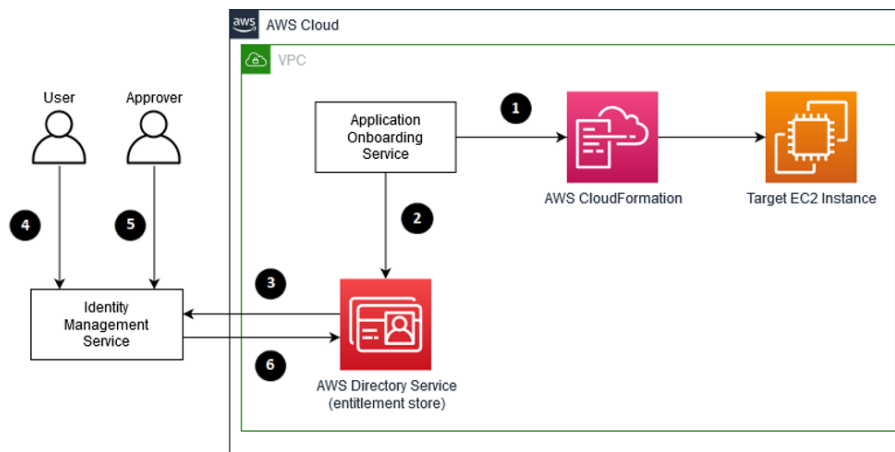 aws
AWS Cloud
VPC
User
Approver
Application
Onboarding
Service
1
AWS CloudFormation
Target EC2 Instance
2
4
5
Identity
Management
Service
3
6
AWS Directory Service
(entitlement store)